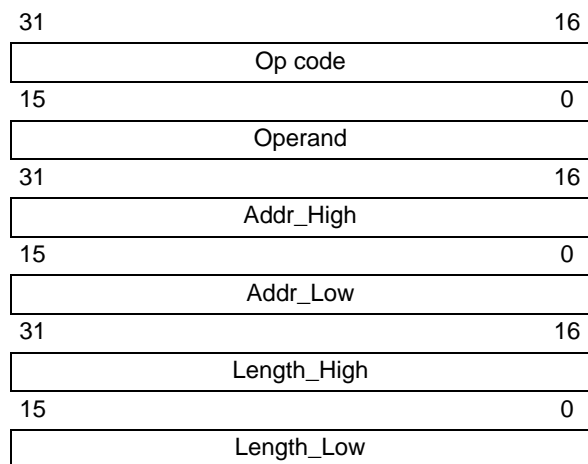 31 16
Op code
15 0
Operand
31 16
Addr_High
15 0
Addr_Low
31 16
Length_High
15 0
Length_Low